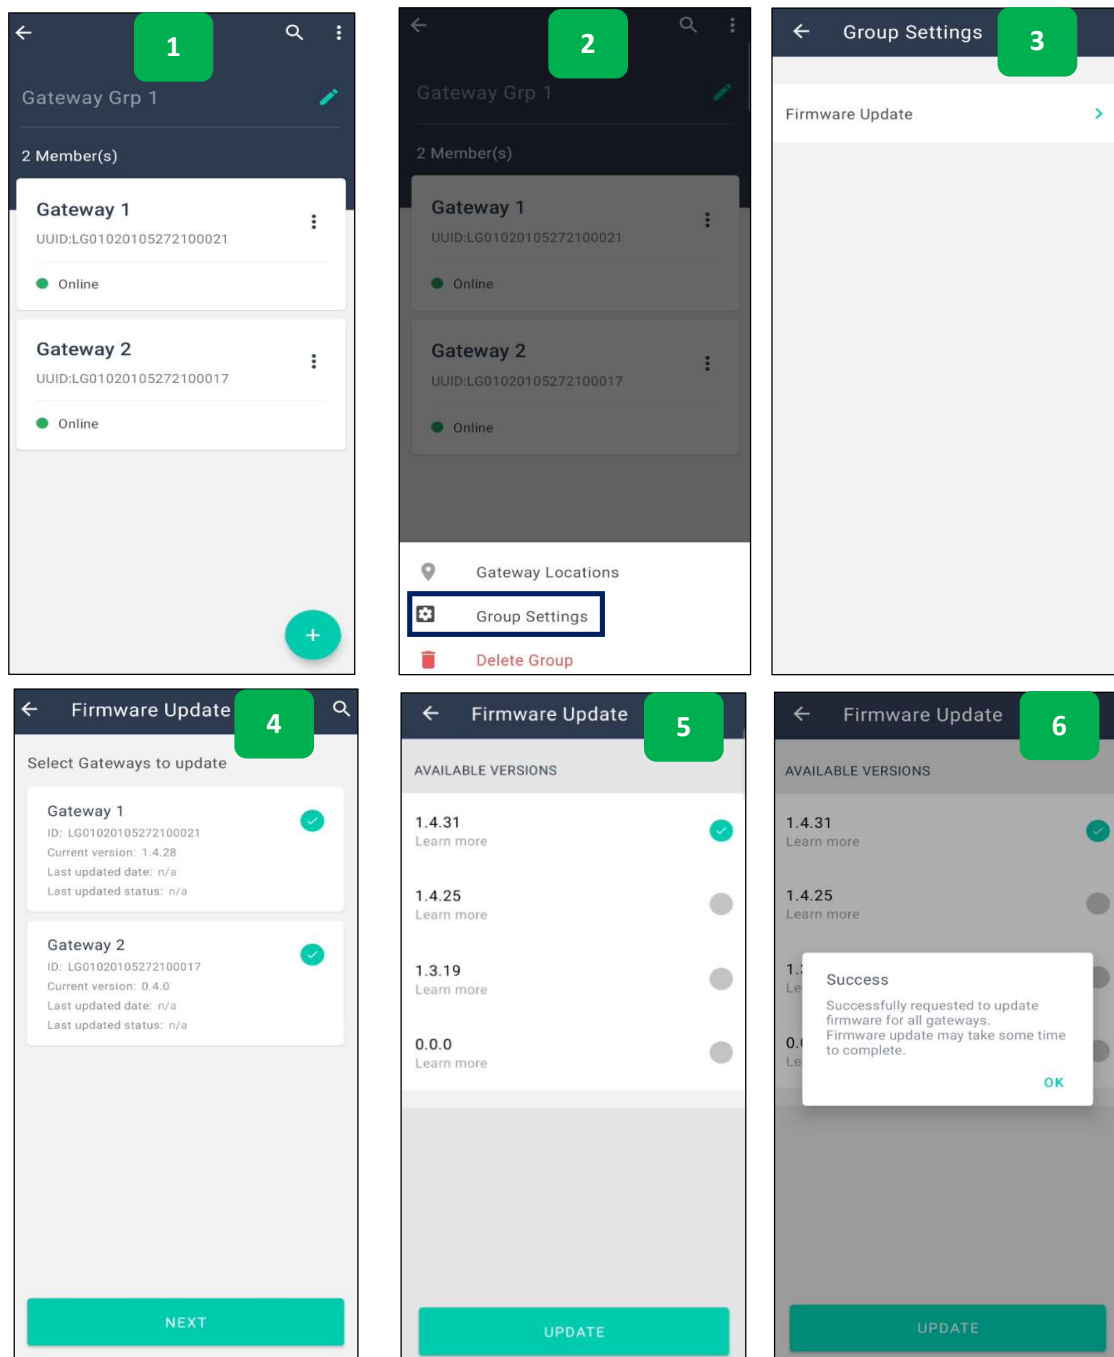 1
Gateway Grp 1
2 Member(s)
Gateway 1
UUID:LG01020105272100021
Online
Gateway 2
UUID:LG01020105272100017
Online
+
2
Gateway Grp 1
2 Member(s)
Gateway 1
UUID:LG01020105272100021
Online
Gateway 2
UUID:LG01020105272100017
Online
Gateway Locations
Group Settings
Delete Group
Group Settings
3
Firmware Update
Firmware Update
4
Select Gateways to update
Gateway 1
ID: LG01020105272100021
Current version: 1.4.28
Last updated date: n/a
Last updated status: n/a
Gateway 2
ID: LG01020105272100017
Current version: 0.4.0
Last updated date: n/a
Last updated status: n/a
NEXT
Firmware Update
5
AVAILABLE VERSIONS
1.4.31
Learn more
1.4.25
Learn more
1.3.19
Learn more
0.0.0
Learn more
UPDATE
Firmware Update
6
AVAILABLE VERSIONS
1.4.31
Learn more
1.4.25
Learn more
1.
Le
0.
Le
Success
Successfully requested to update
firmware for all gateways.
Firmware update may take some time
to complete.
OK
UPDATE